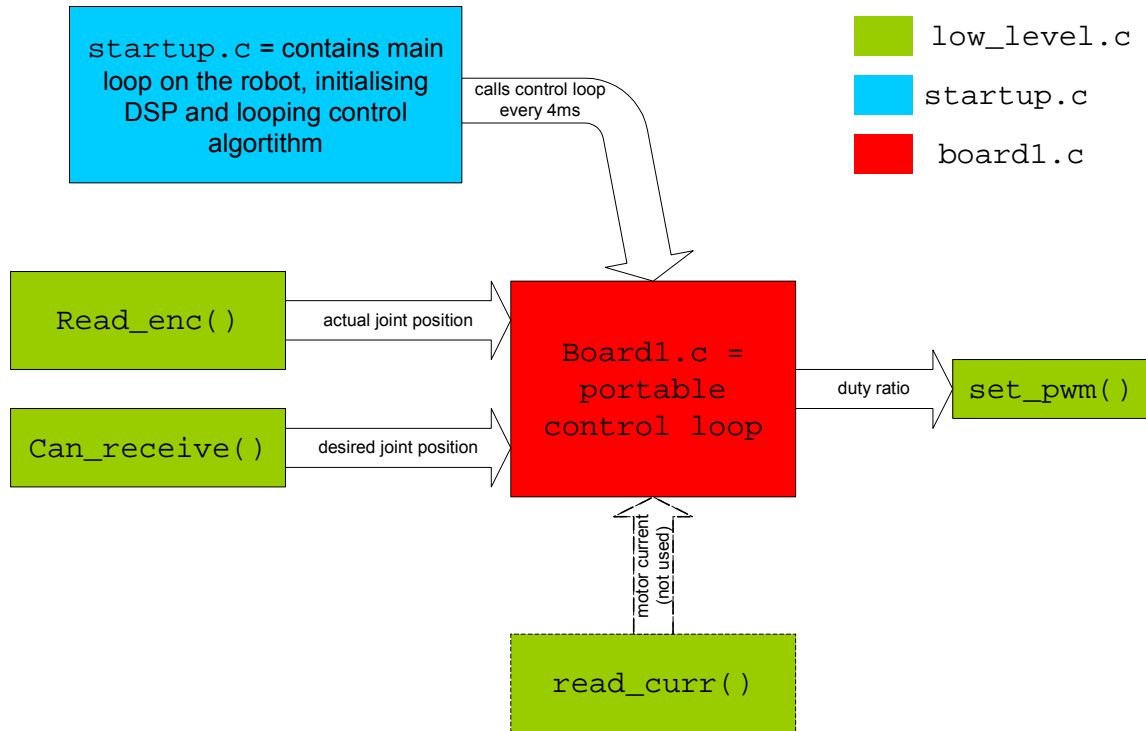 startup.c = contains main
loop on the robot, initialising
DSP and looping control
algortithm
calls control loop
every 4ms
low_level.c
startup.c
board1.c
Read_enc()
actual joint position
Can_receive()
desired joint position
Board1.c =
portable
control loop
duty ratio
set_pwm()
motor current
(not used)
read_curr()